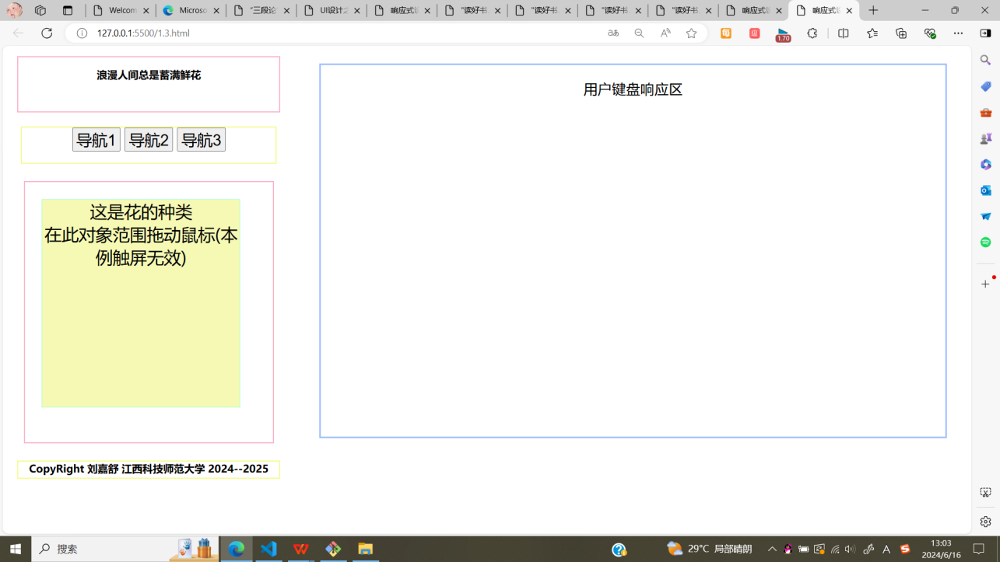 Welcom
Microso
"三段论
UI设计之
响应式设
"读好书
"读好书
"读好书
"读好书
响应式设
响应式设
127.0.0.1:5500/1.3.html
1.70
浪漫人间总是蓄满鲜花
导航1 导航2 导航3
这是花的种类
在此对象范围拖动鼠标(本
例触屏无效)
CopyRight 刘嘉舒 江西科技师范大学 2024--2025
用户键盘响应区
搜索
29°C 局部晴朗
13:03
2024/6/16